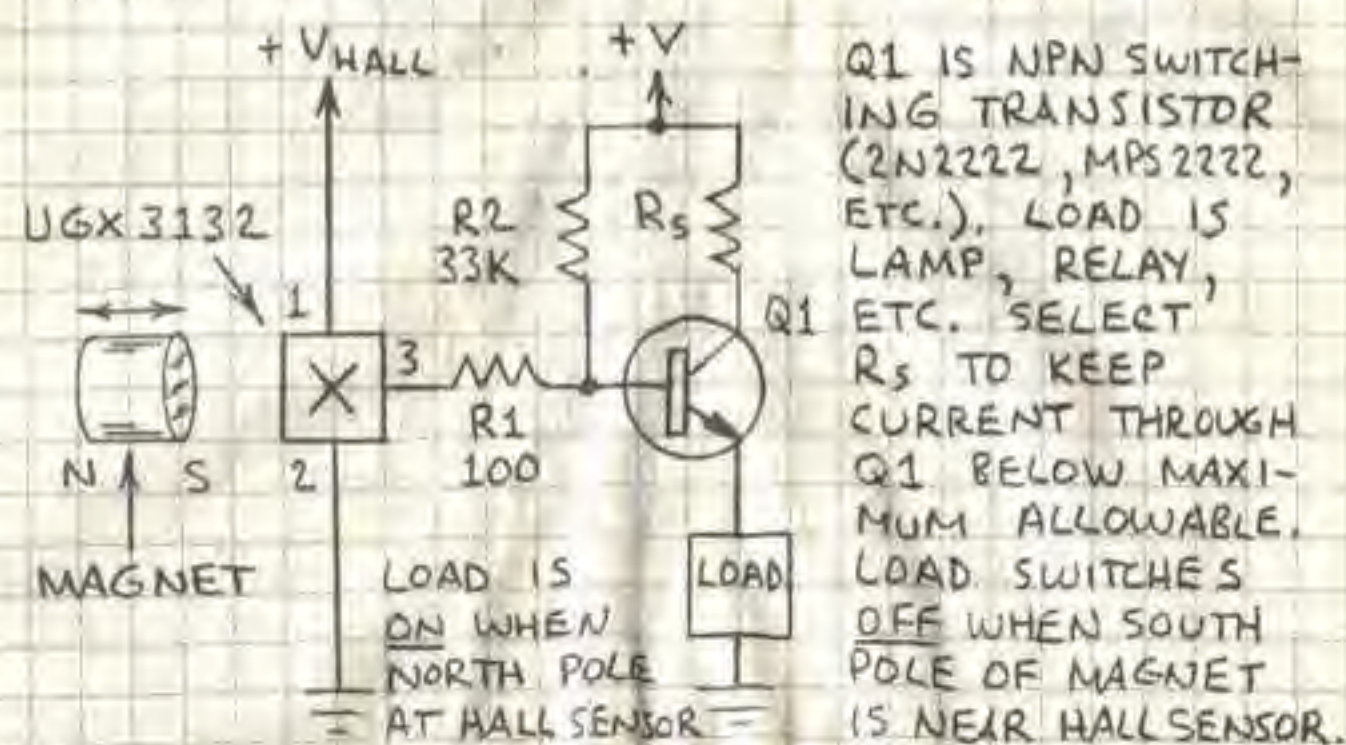 + VHALL
+V
UGX 3132
1
R2
33K
Rs
Q1
3
R1
100
N S
2
MAGNET
LOAD
LOAD IS
ON WHEN
NORTH POLE
AT HALL SENSOR
Q1 IS NPN SWITCH-
ING TRANSISTOR
(2N2222, MPS2222,
ETC.). LOAD IS
LAMP, RELAY,
ETC. SELECT
Rs TO KEEP
CURRENT THROUGH
Q1 BELOW MAXI-
MUM ALLOWABLE.
LOAD SWITCHES
OFF WHEN SOUTH
POLE OF MAGNET
IS NEAR HALL SENSOR.